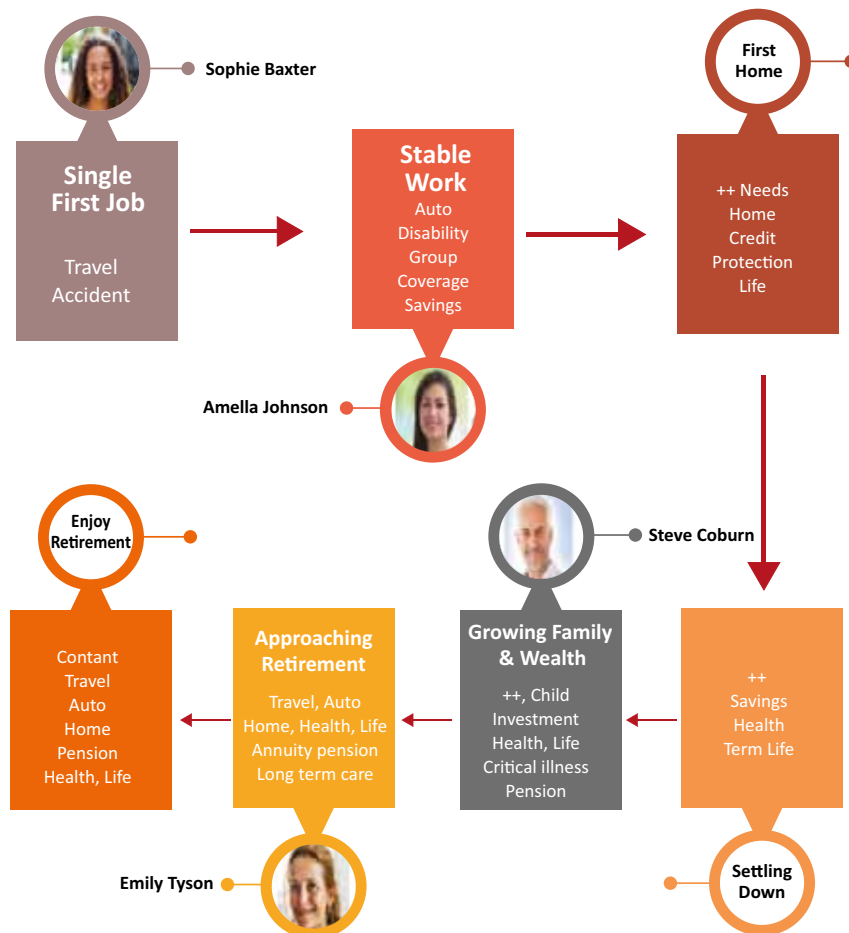 Sophie Baxter
Single
First Job
Travel
Accident
Stable
Work
Auto
Disability
Group
Coverage
Savings
Amella Johnson
First
Home
++ Needs
Home
Credit
Protection
Life
++
Savings
Health
Term Life
Settling
Down
Steve Coburn
Growing Family
& Wealth
++, Child
Investment
Health, Life
Critical illness
Pension
Approaching
Retirement
Travel, Auto
Home, Health, Life
Annuity pension
Long term care
Emily Tyson
Enjoy
Retirement
Contant
Travel
Auto
Home
Pension
Health, Life